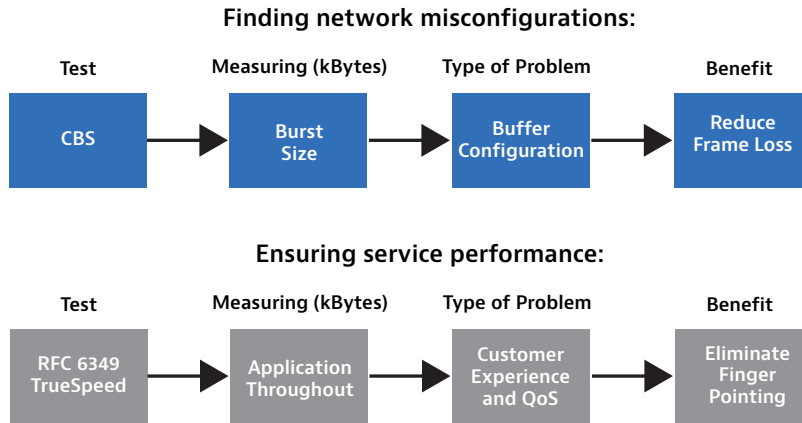 Finding network misconfigurations:
Test
Measuring (kBytes)
Type of Problem
Benefit
CBS
Burst
Size
Buffer
Configuration
Reduce
Frame Loss
Ensuring service performance:
Test
Measuring (kBytes)
Type of Problem
Benefit
RFC 6349
TrueSpeed
Application
Throughout
Customer
Experience
and QoS
Eliminate
Finger
Pointing